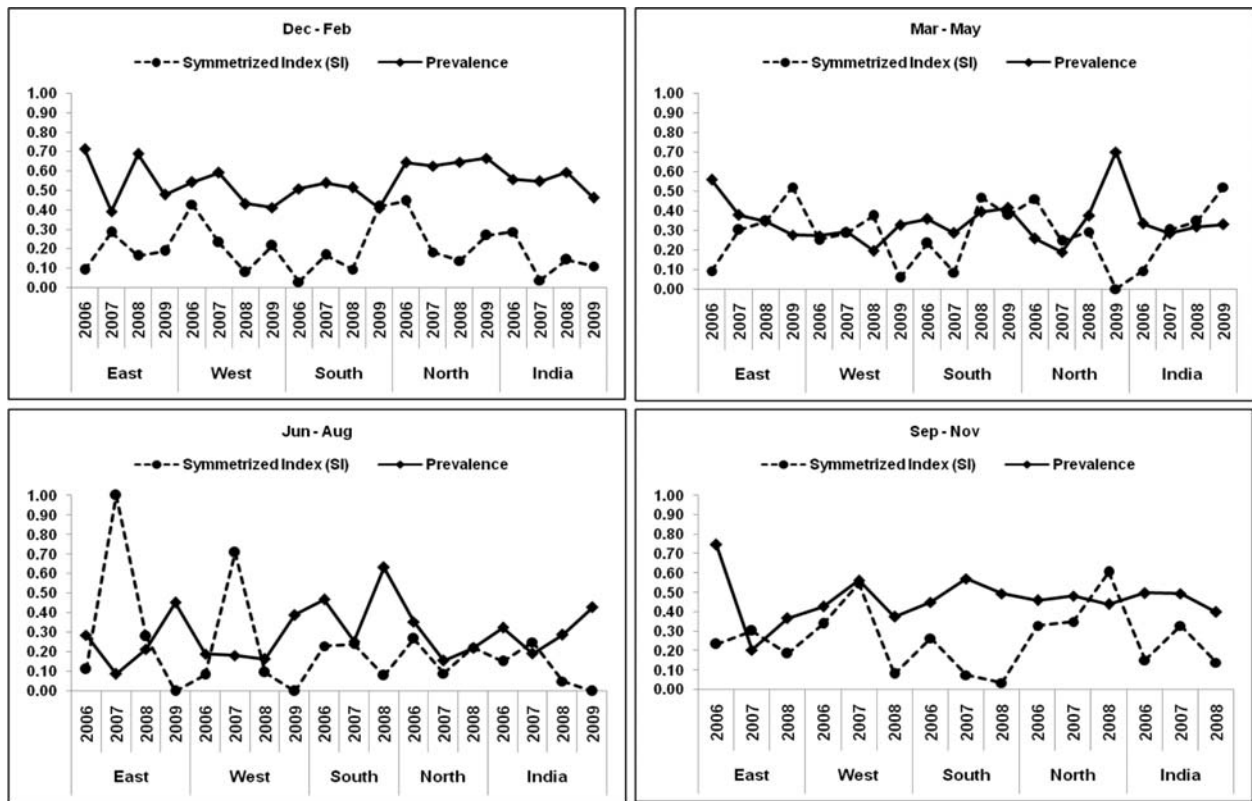 Dec - Feb
Symmetrized Index (SI) Prevalence
1.00
0.90
0.80
0.70
0.60
0.50
0.40
0.30
0.20
0.10
0.00
2006 2007 2008 2009 2006 2007 2008 2009 2006 2007 2008 2009 2006 2007 2008 2009 2006 2007 2008 2009
East West South North India
Mar - May
Symmetrized Index (SI) Prevalence
1.00
0.90
0.80
0.70
0.60
0.50
0.40
0.30
0.20
0.10
0.00
2006 2007 2008 2009 2006 2007 2008 2009 2006 2007 2008 2009 2006 2007 2008 2009 2006 2007 2008 2009
East West South North India
Jun - Aug
Symmetrized Index (SI) Prevalence
1.00
0.90
0.80
0.70
0.60
0.50
0.40
0.30
0.20
0.10
0.00
2006 2007 2008 2009 2006 2007 2008 2009 2006 2007 2008 2006 2007 2008 2006 2007 2008 2009
East West South North India
Sep - Nov
Symmetrized Index (SI) Prevalence
1.00
0.90
0.80
0.70
0.60
0.50
0.40
0.30
0.20
0.10
0.00
2006 2007 2008 2006 2007 2008 2006 2007 2008 2006 2007 2008 2006 2007 2008
East West South North India